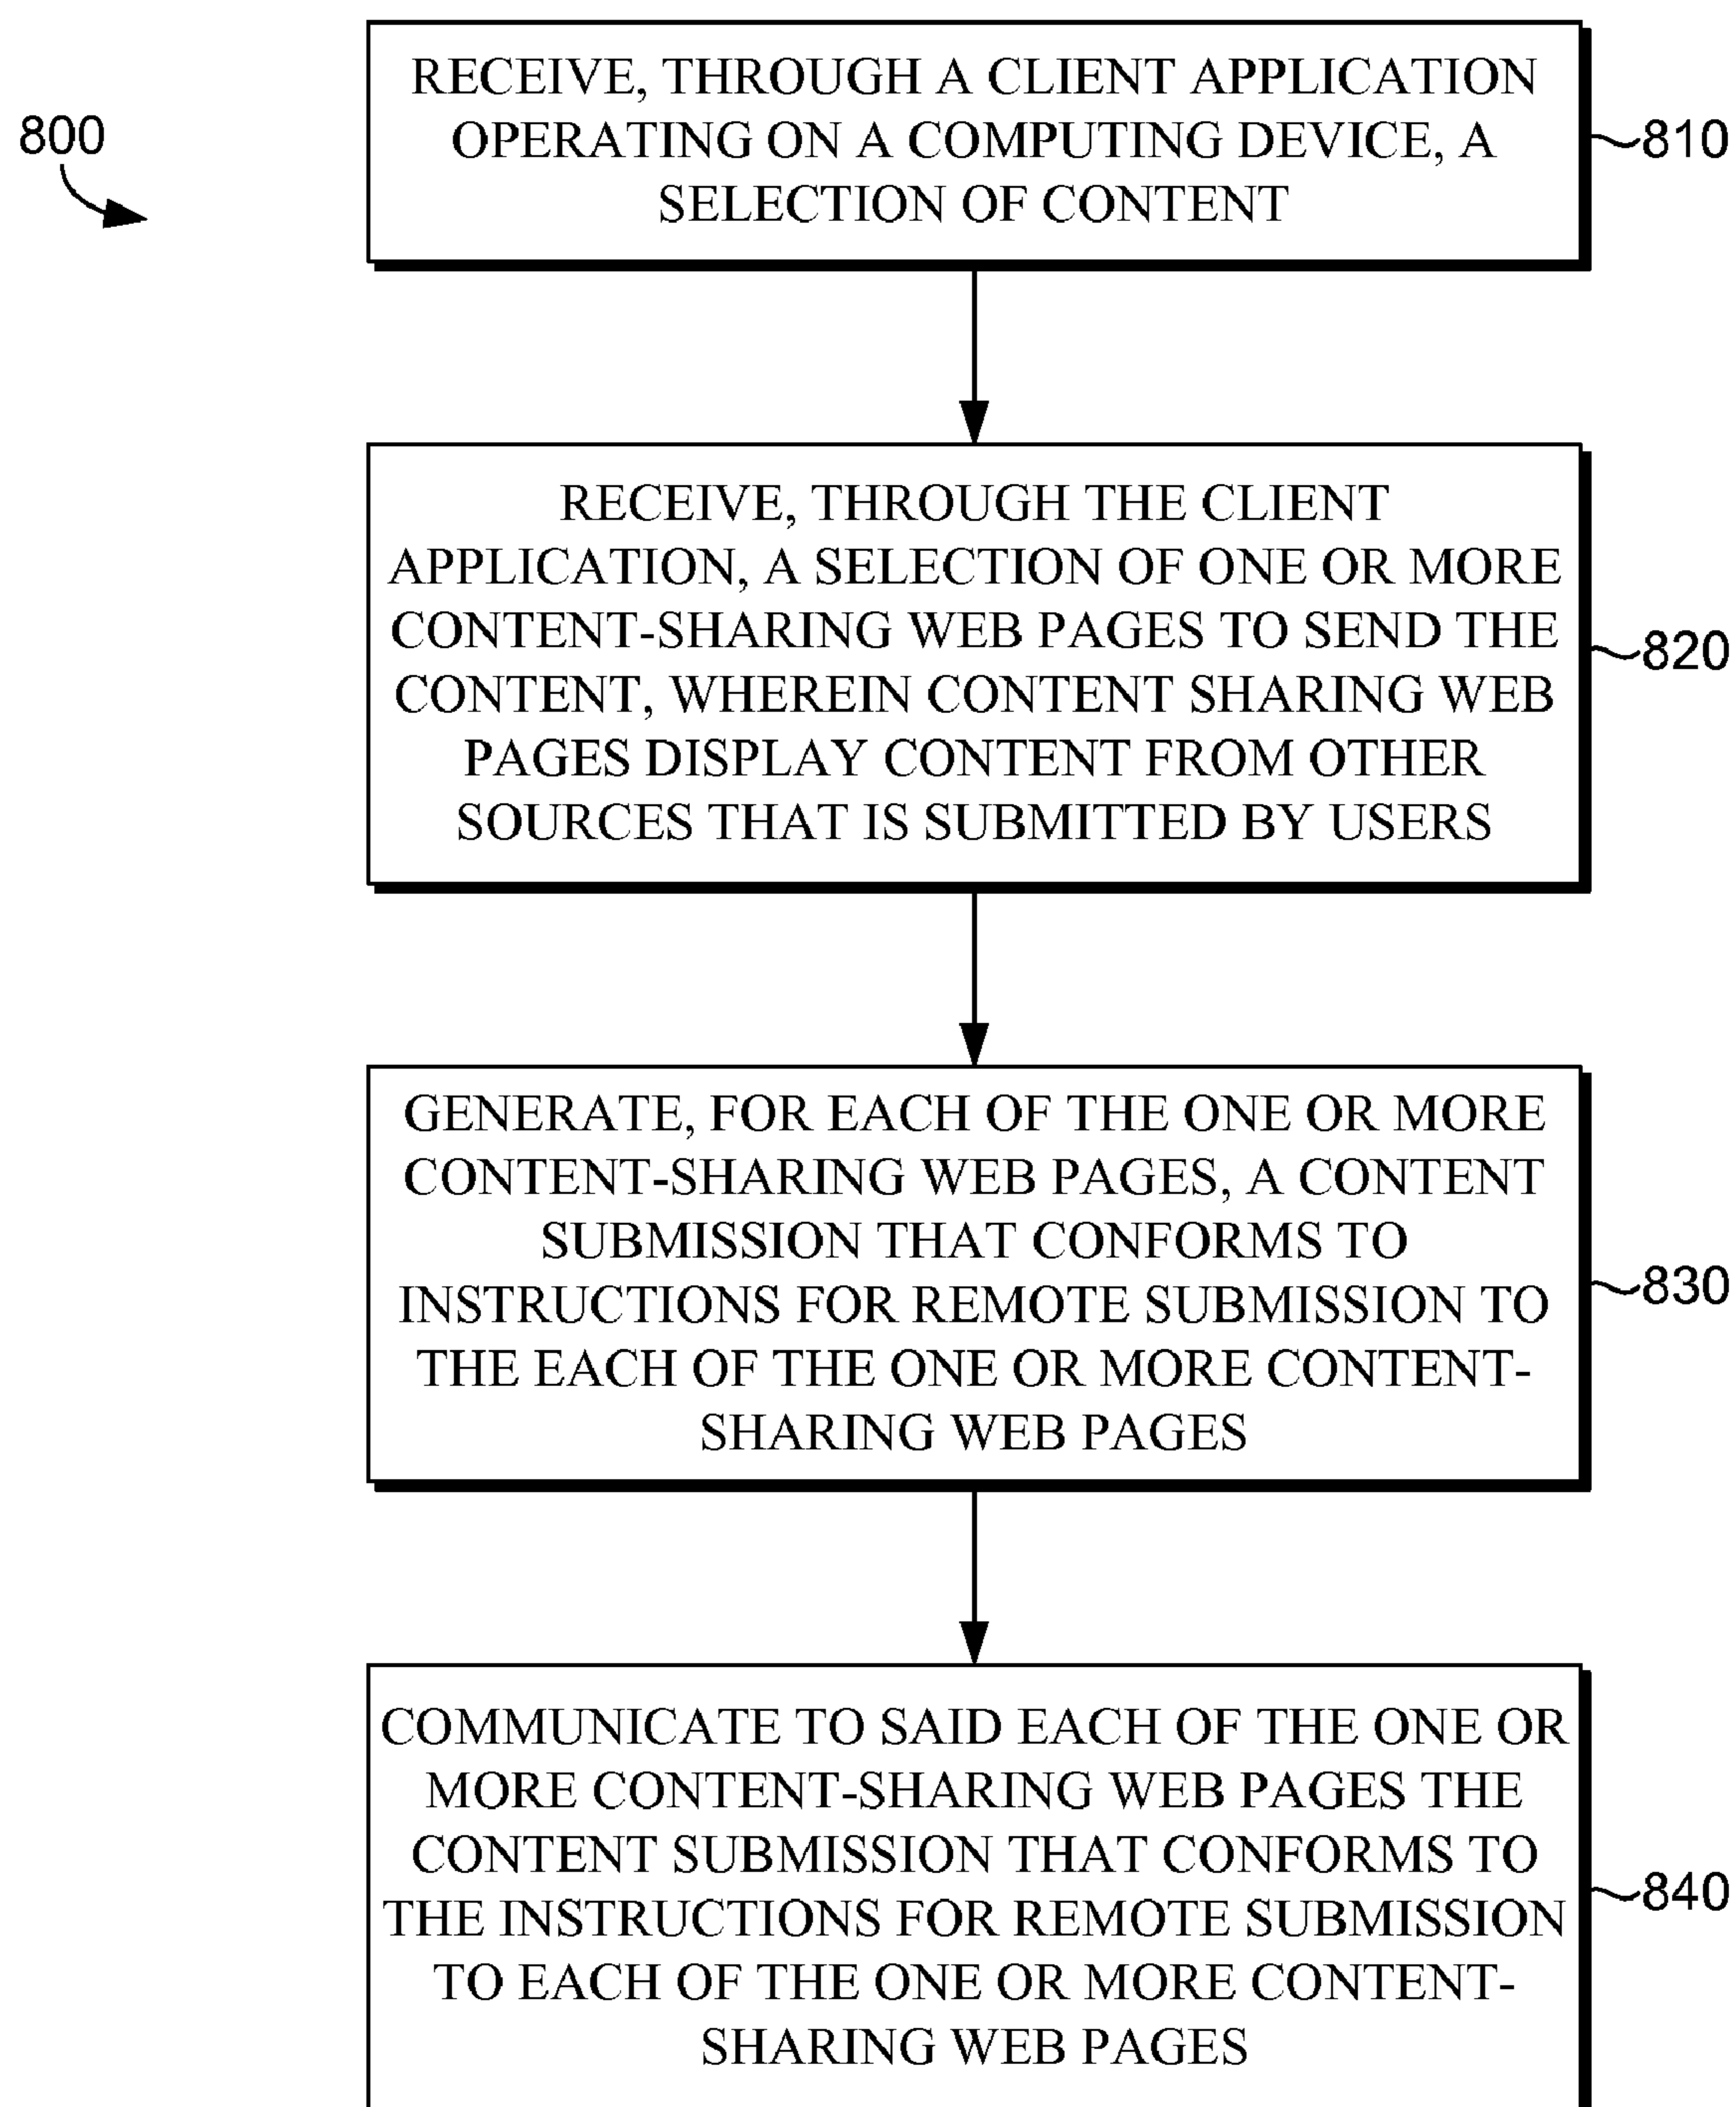 800
RECEIVE, THROUGH A CLIENT APPLICATION
OPERATING ON A COMPUTING DEVICE, A
SELECTION OF CONTENT
810
RECEIVE, THROUGH THE CLIENT
APPLICATION, A SELECTION OF ONE OR MORE
CONTENT-SHARING WEB PAGES TO SEND THE
CONTENT, WHEREIN CONTENT SHARING WEB
PAGES DISPLAY CONTENT FROM OTHER
SOURCES THAT IS SUBMITTED BY USERS
820
GENERATE, FOR EACH OF THE ONE OR MORE
CONTENT-SHARING WEB PAGES, A CONTENT
SUBMISSION THAT CONFORMS TO
INSTRUCTIONS FOR REMOTE SUBMISSION TO
THE EACH OF THE ONE OR MORE CONTENT-
SHARING WEB PAGES
830
COMMUNICATE TO SAID EACH OF THE ONE OR
MORE CONTENT-SHARING WEB PAGES THE
CONTENT SUBMISSION THAT CONFORMS TO
THE INSTRUCTIONS FOR REMOTE SUBMISSION
TO EACH OF THE ONE OR MORE CONTENT-
SHARING WEB PAGES
840